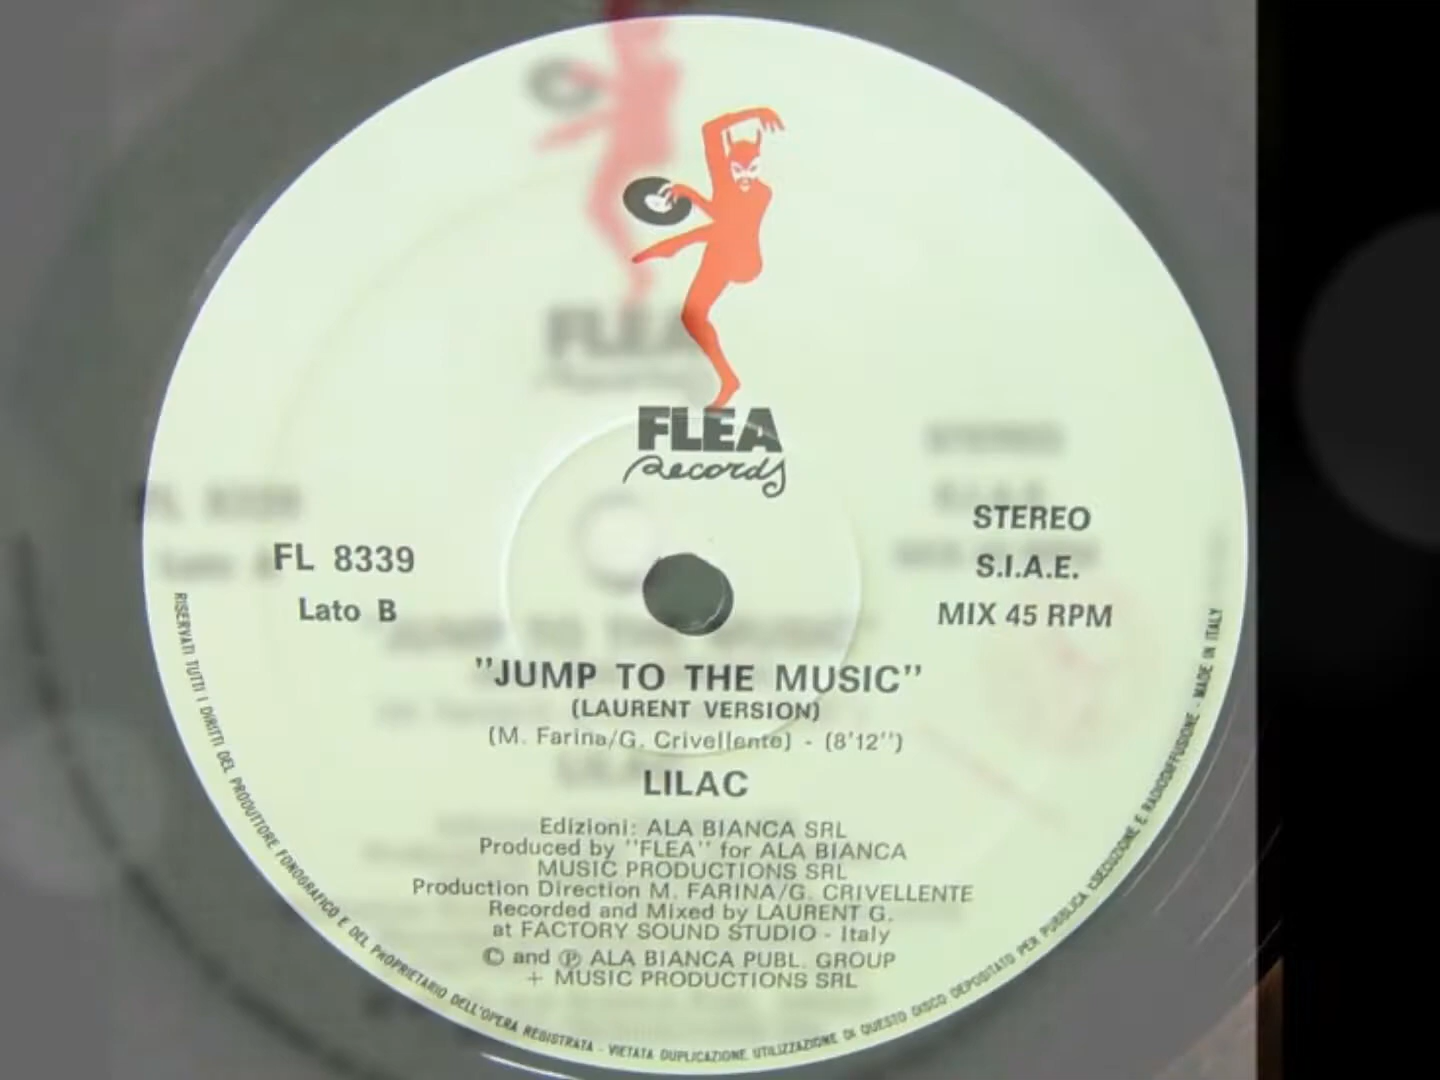 FLEA
Records
FL 8339
Lato B
STEREO
S.I.A.E.
MIX 45 RPM
"JUMP TO THE MUSIC"
(LAURENT VERSION)
(M. Farina/G. Crivellente) - (8'12")
LILAC
Edizioni: ALA BIANCA SRL
Produced by "FLEA" for ALA BIANCA
MUSIC PRODUCTIONS SRL
Production Direction M. FARINA/G. CRIVELLENTE
Recorded and Mixed by LAURENT G.
at FACTORY SOUND STUDIO - Italy
© and ℗ ALA BIANCA PUBL. GROUP
+ MUSIC PRODUCTIONS SRL
RISERVATI TUTTI I DIRITTI DEL PRODUTTORE FONOGRAFICO E DEL PROPRIETARIO DELL'OPERA REGISTRATA - VIETATA DUPLICAZIONE UTILIZZAZIONE DI QUESTO DISCO DEPOSITATO PER PUBBLICA ESECUZIONE E RADIODIFFUSIONE - MADE IN ITALY